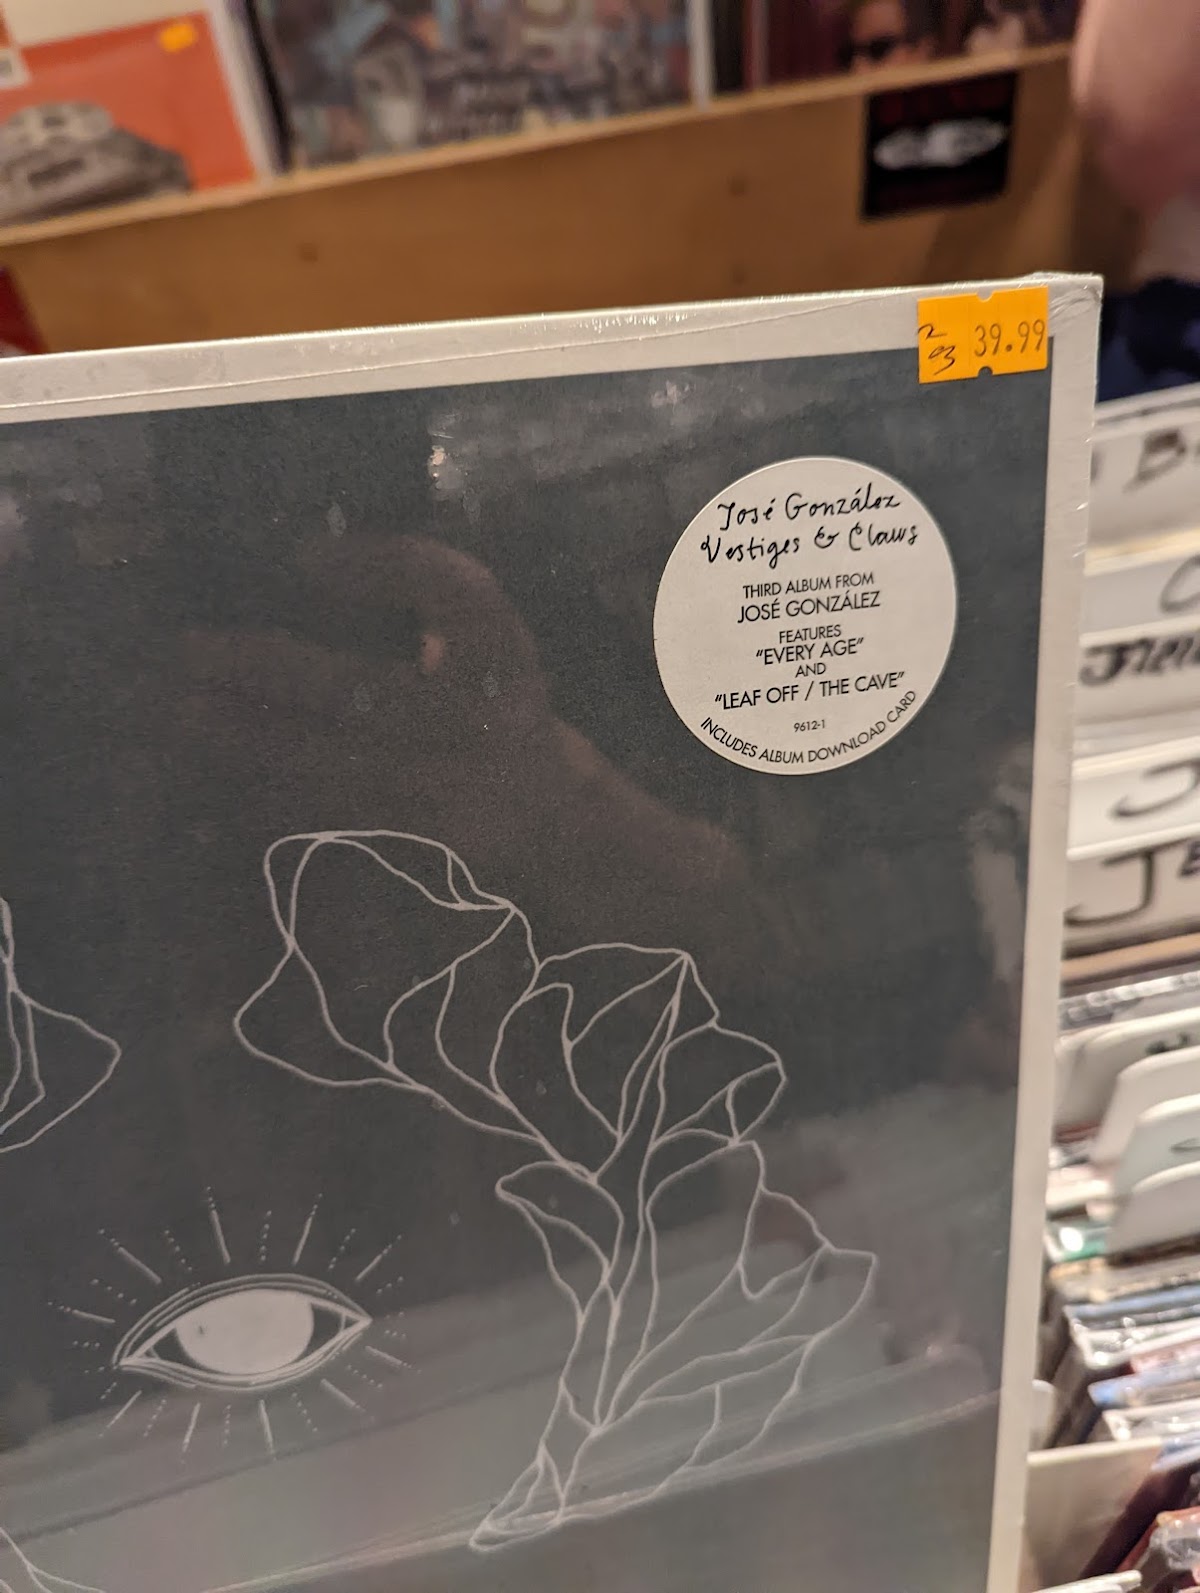 2/3 39.99
José González
Vestiges & Claws
THIRD ALBUM FROM
JOSÉ GONZÁLEZ
FEATURES
"EVERY AGE"
AND
"LEAF OFF / THE CAVE"
9612-1
INCLUDES ALBUM DOWNLOAD CARD